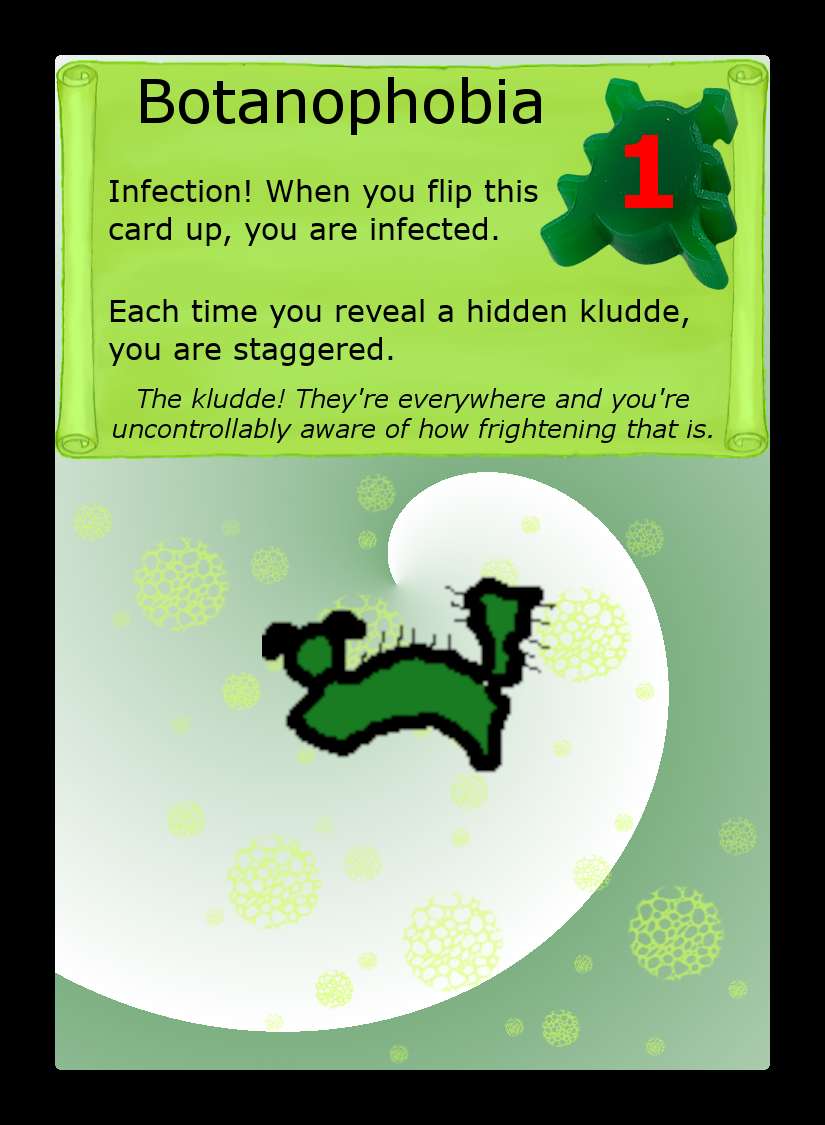 Botanophobia
1
Infection! When you flip this
card up, you are infected.
Each time you reveal a hidden kludde,
you are staggered.
The kludde! They're everywhere and you're
uncontrollably aware of how frightening that is.